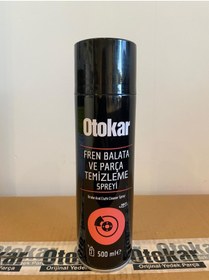 Otokar
FREN BALATA
VE PARÇA
TEMİZLEME
SPREYİ
500 ml e
Otokar
Orijinal Yedek Parça